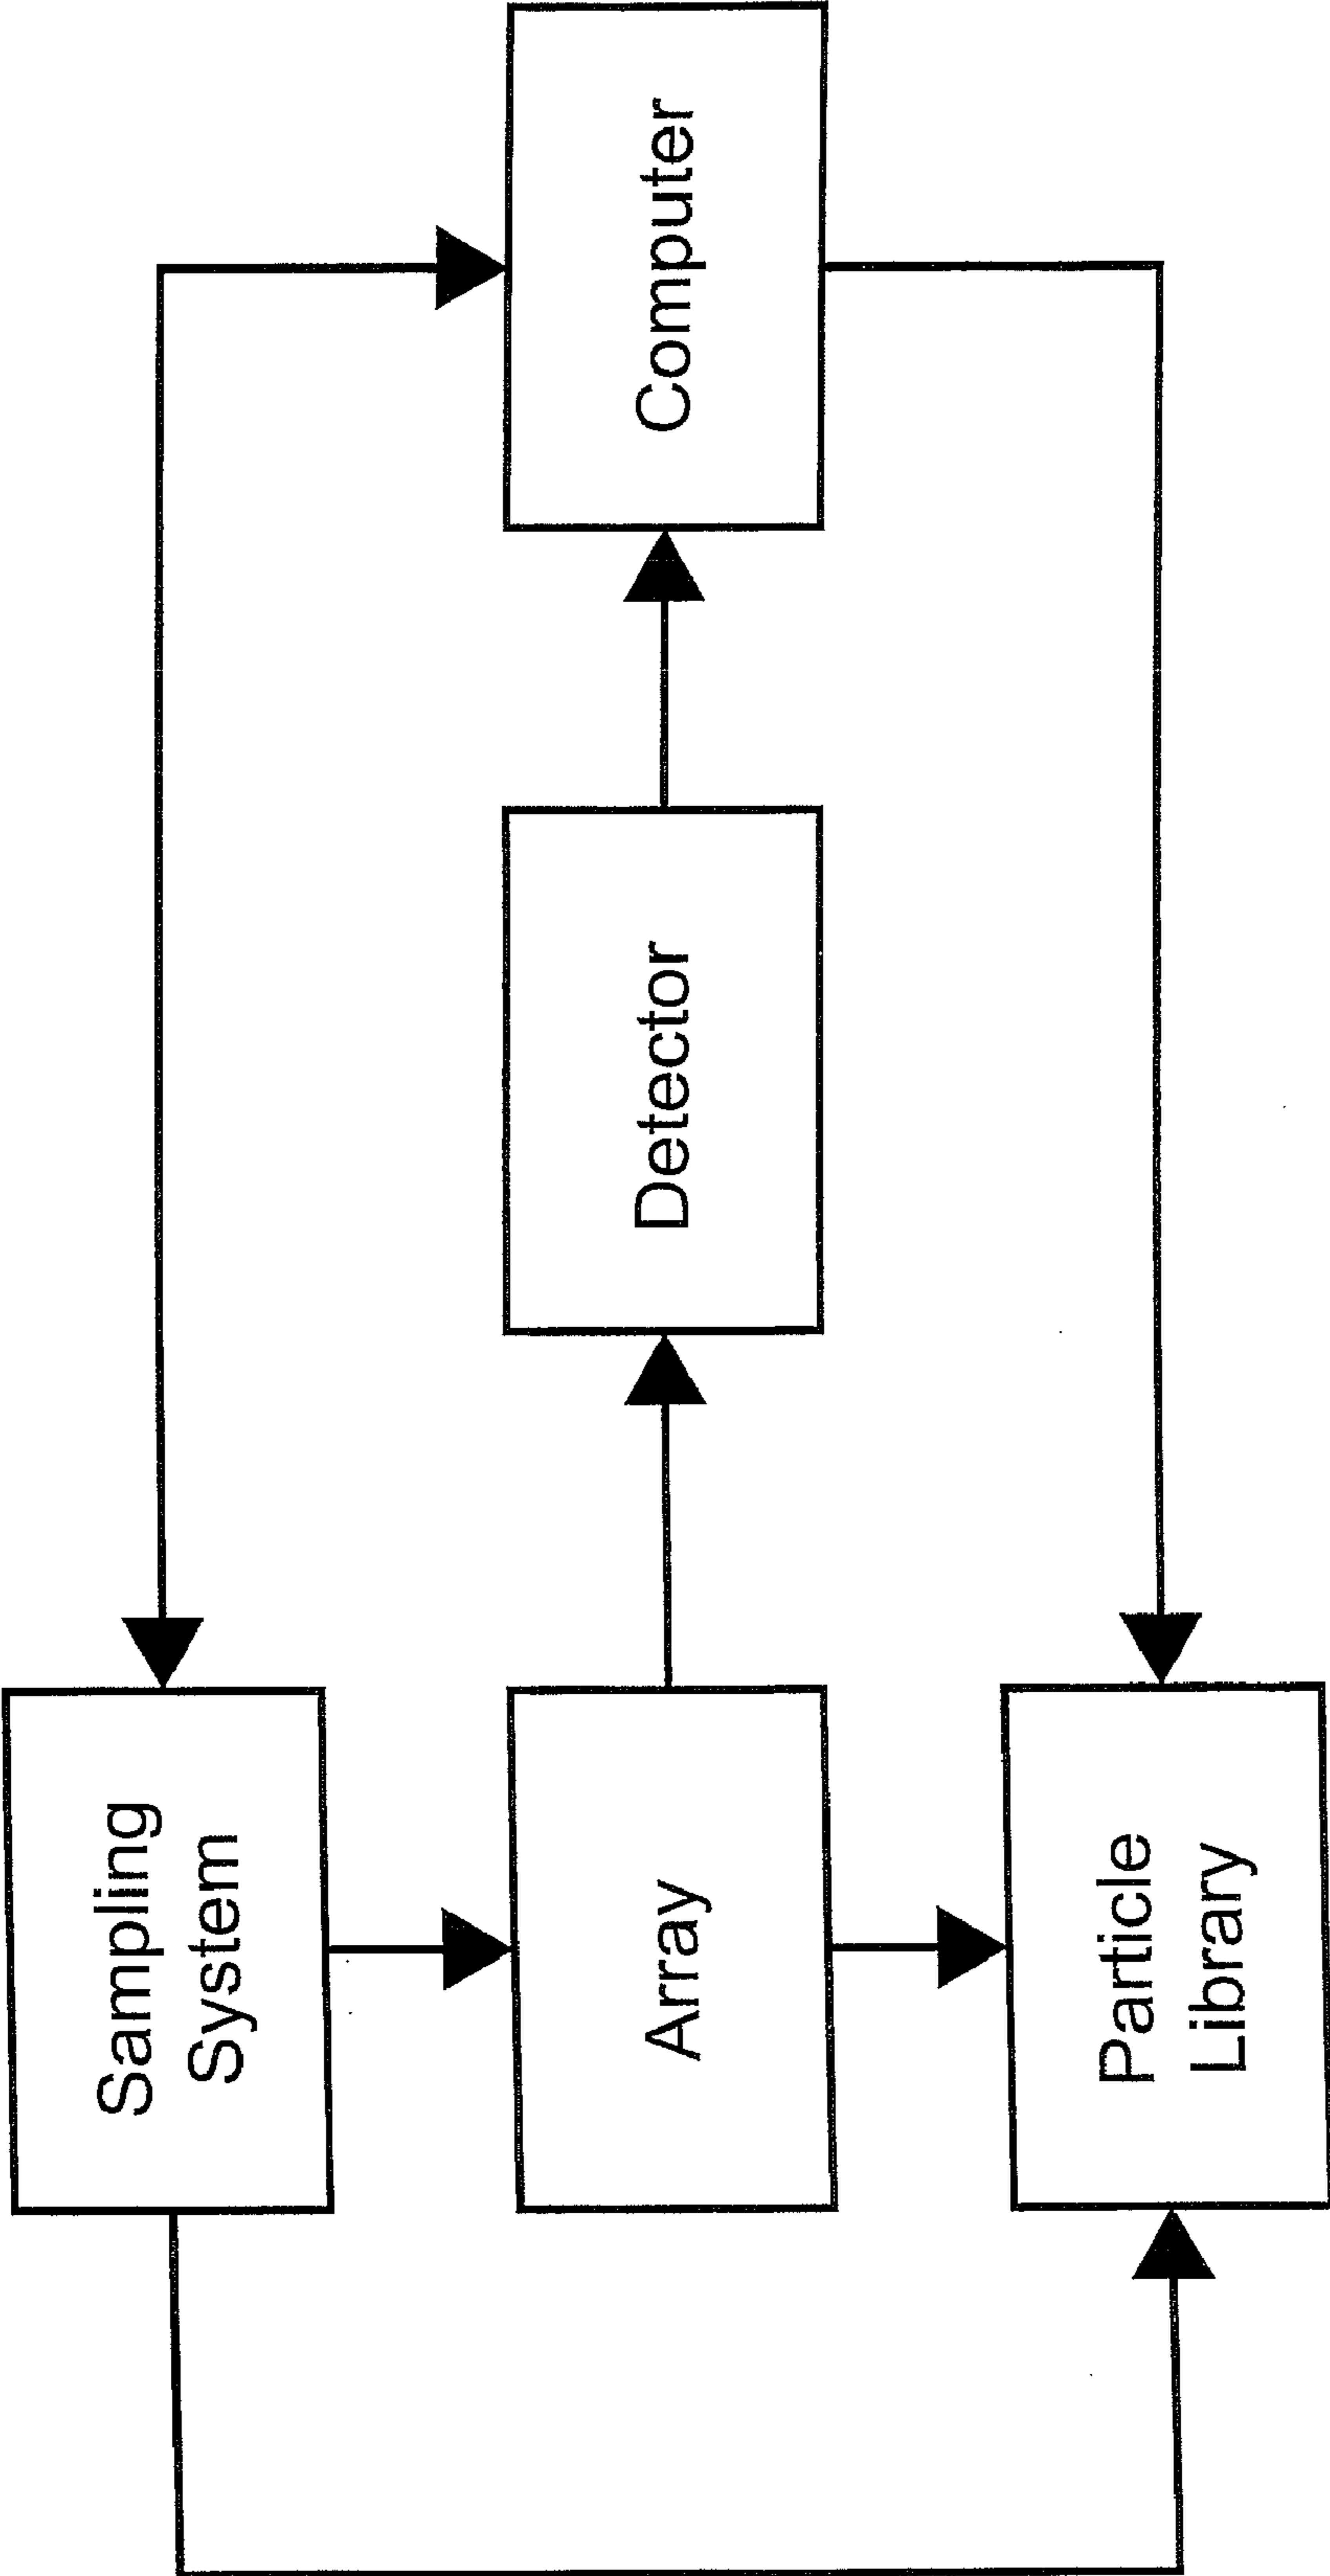 Sampling
System
Array
Particle
Library
Detector
Computer